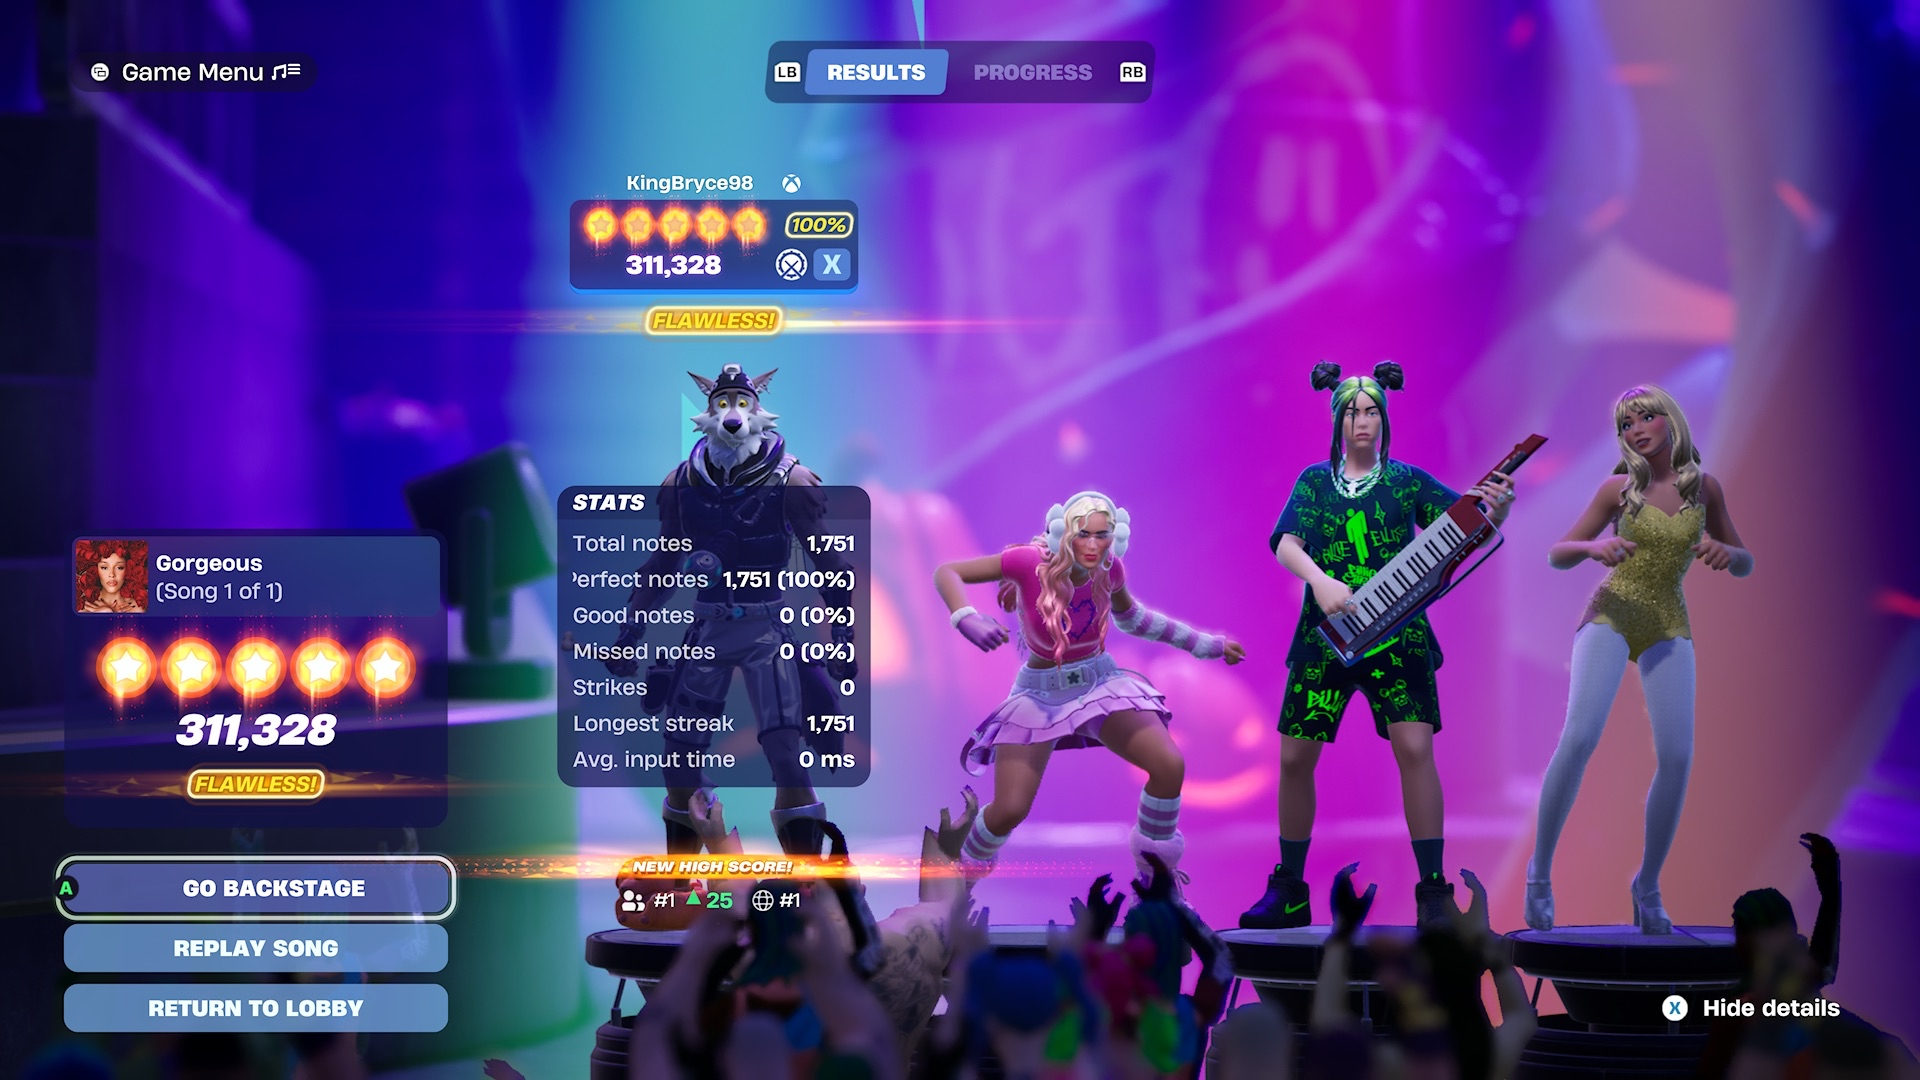 Game Menu
LB RESULTS PROGRESS RB
KingBryce98
100%
311,328
X
FLAWLESS!
STATS
Total notes 1,751
Perfect notes 1,751 (100%)
Good notes 0 (0%)
Missed notes 0 (0%)
Strikes 0
Longest streak 1,751
Avg. input time 0 ms
Gorgeous
(Song 1 of 1)
311,328
FLAWLESS!
NEW HIGH SCORE!
#1 25 #1
A GO BACKSTAGE
REPLAY SONG
RETURN TO LOBBY
X Hide details